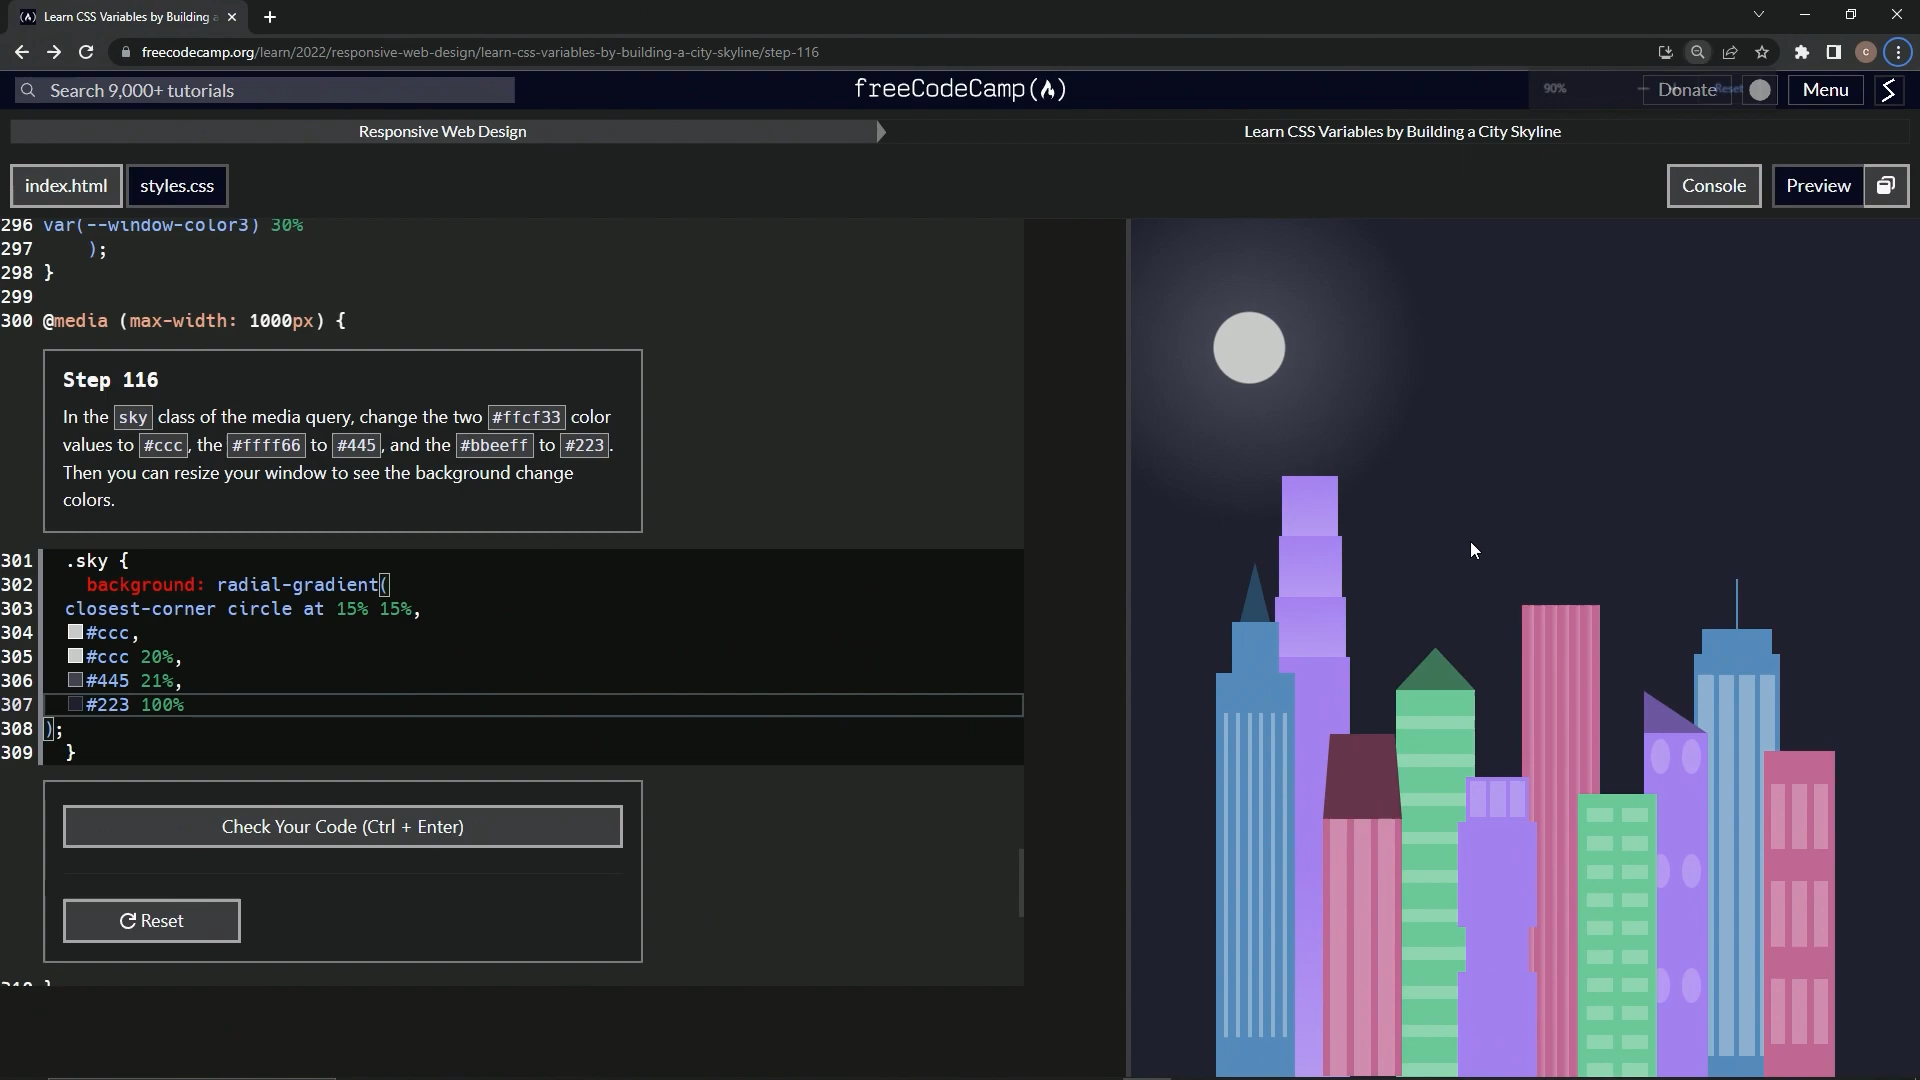 Learn CSS Variables by Building a
freecodecamp.org/learn/2022/responsive-web-design/learn-css-variables-by-building-a-city-skyline/step-116
C
Search 9,000+ tutorials
freeCodeCamp(
90%
Donate
Reset
Menu
Responsive Web Design
Learn CSS Variables by Building a City Skyline
index.html
styles.css
Console
Preview
296 var(--window-color3) 30%
297 );
298 }
299
300 @media (max-width: 1000px) {
Step 116
In the sky class of the media query, change the two #ffcf33 color
values to #ccc, the #ffff66 to #445, and the #bbeeff to #223.
Then you can resize your window to see the background change
colors.
301 .sky {
302 background: radial-gradient(
303 closest-corner circle at 15% 15%,
304 #ccc,
305 #ccc 20%,
306 #445 21%,
307 #223 100%
308 );
309 }
Check Your Code (Ctrl + Enter)
Reset